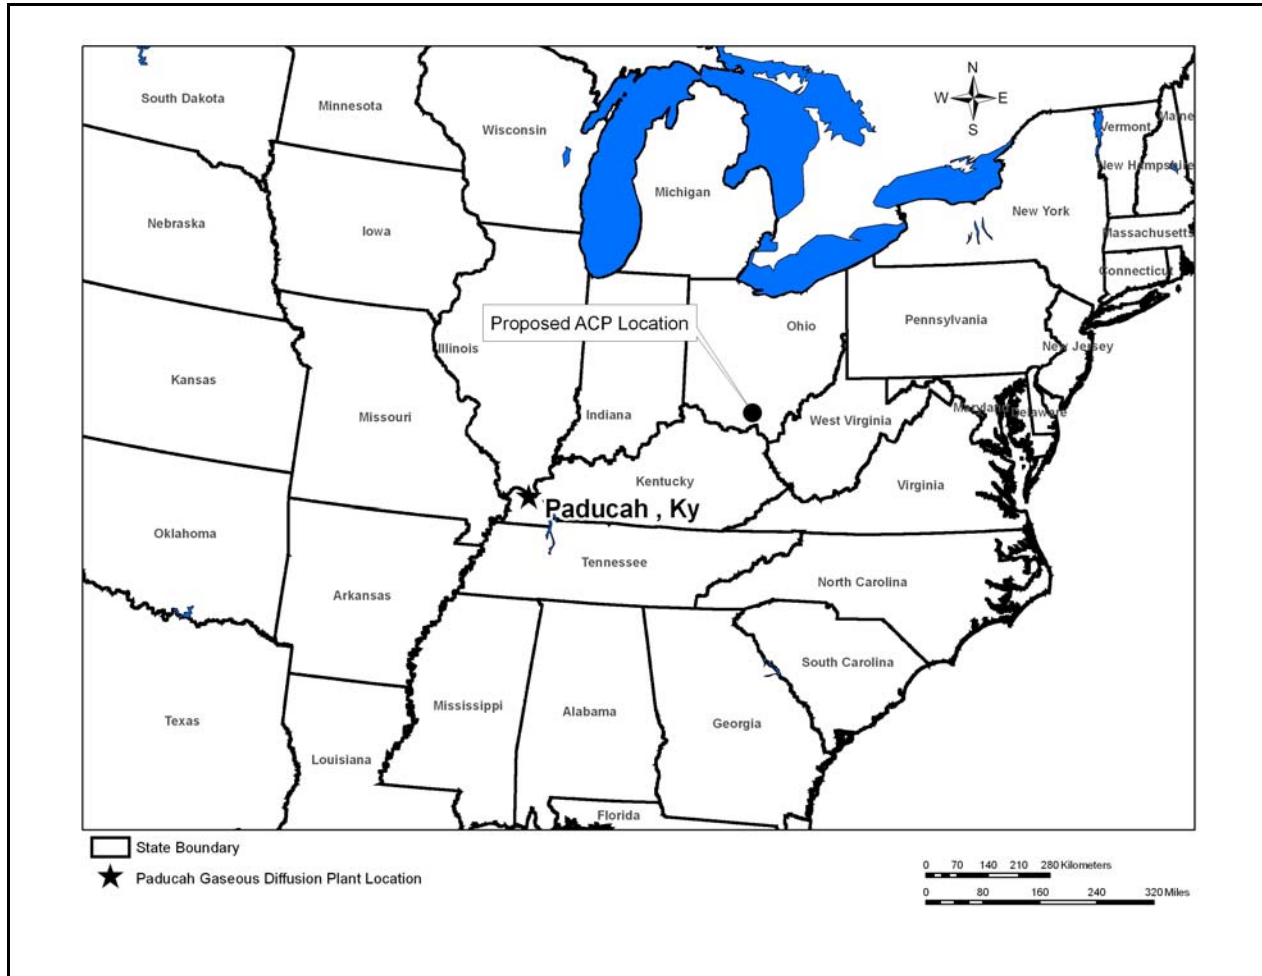 N
W E
S
South Dakota
Minnesota
Wisconsin
Vermont
Maine
New Hampshire
Michigan
Nebraska
Iowa
New York
Massachusetts
Connecticut
Proposed ACP Location
Ohio
Pennsylvania
Illinois
New Jersey
Kansas
Missouri
Indiana
West Virginia
Maryland
Delaware
Kentucky
Virginia
Paducah , Ky
Oklahoma
Tennessee
North Carolina
Arkansas
South Carolina
Mississippi
Alabama
Georgia
Texas
Louisiana
Florida
State Boundary
Paducah Gaseous Diffusion Plant Location
0 70 140 210 280 Kilometers
0 80 160 240 320 Miles